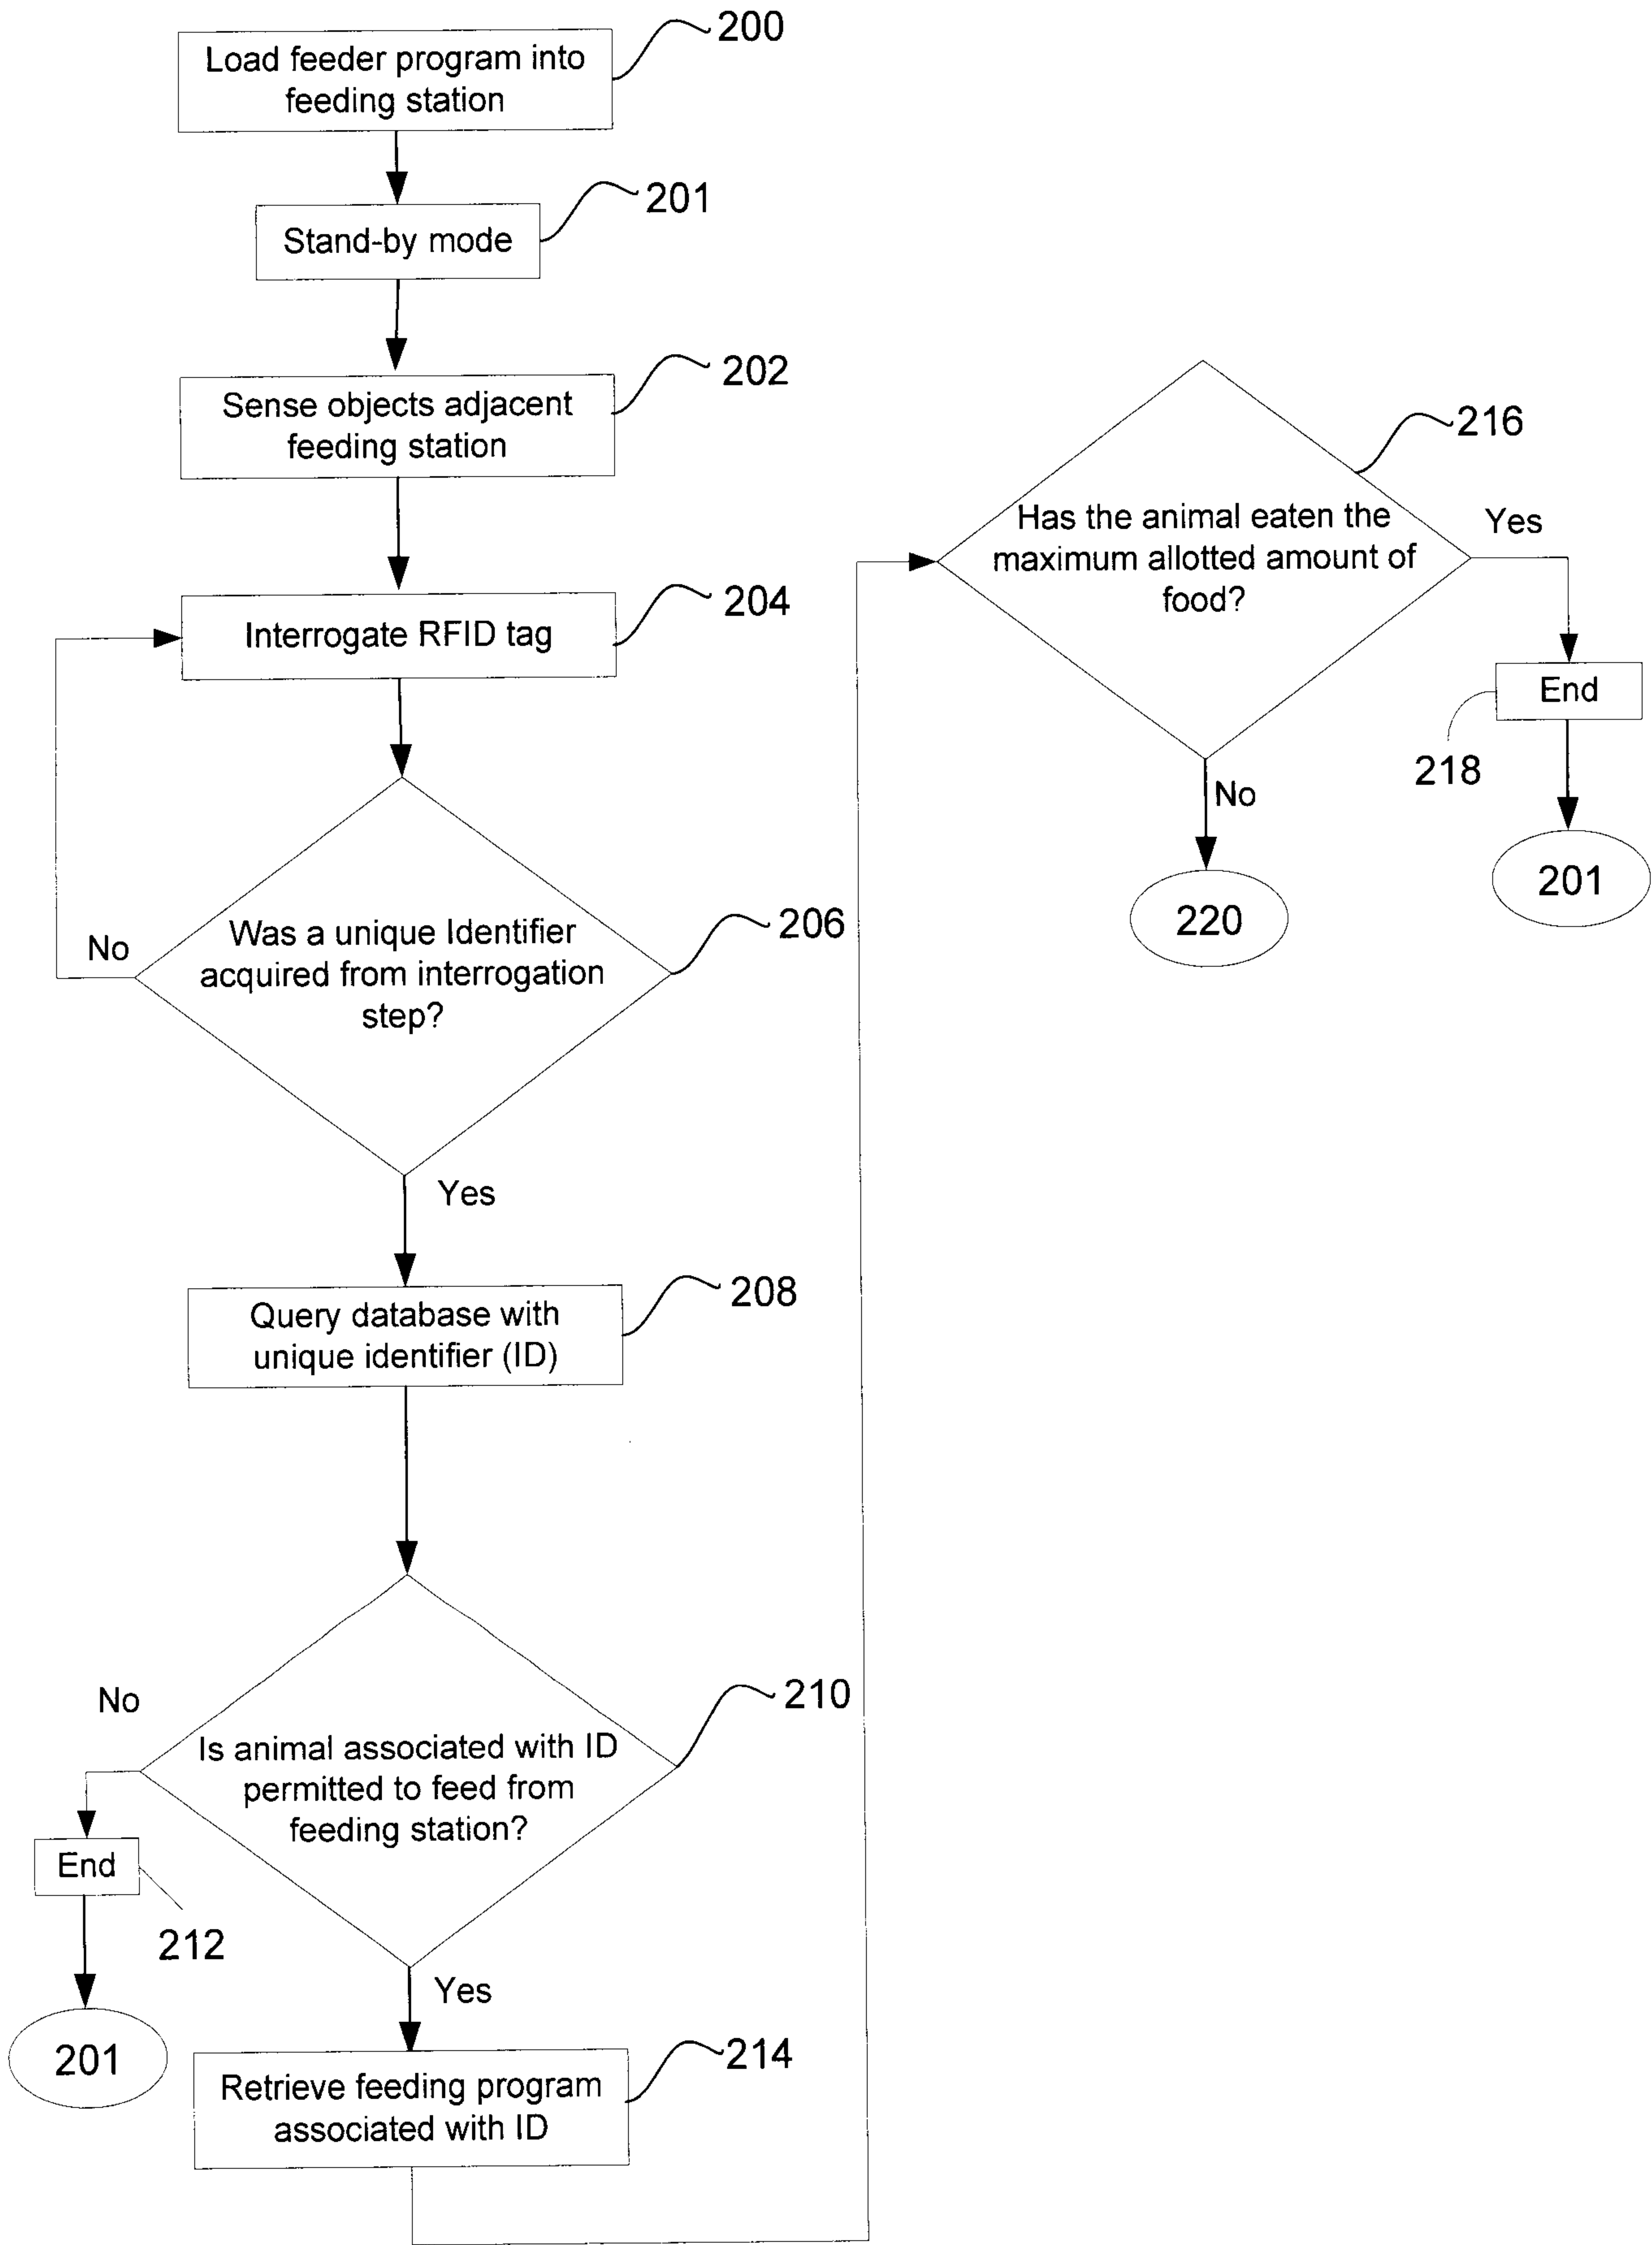 200
Load feeder program into
feeding station
201
Stand-by mode
202
Sense objects adjacent
feeding station
204
Interrogate RFID tag
206
Was a unique Identifier
acquired from interrogation
step?
No
Yes
208
Query database with
unique identifier (ID)
210
No
Is animal associated with ID
permitted to feed from
feeding station?
End
212
201
Yes
214
Retrieve feeding program
associated with ID
216
Has the animal eaten the
maximum allotted amount of
food?
Yes
End
218
201
No
220